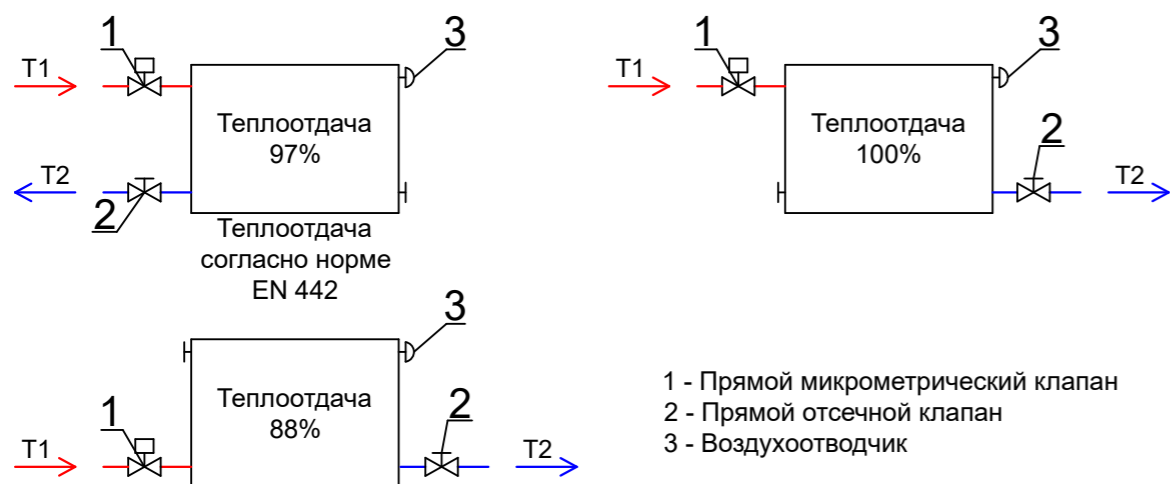 1
3
T1
Теплоотдача
97%
T2
2
Теплоотдача
согласно норме
EN 442
1
3
T1
Теплоотдача
100%
2
T2
3
1
Теплоотдача
88%
2
T1
T2
1 - Прямой микрометрический клапан
2 - Прямой отсечной клапан
3 - Воздухоотводчик